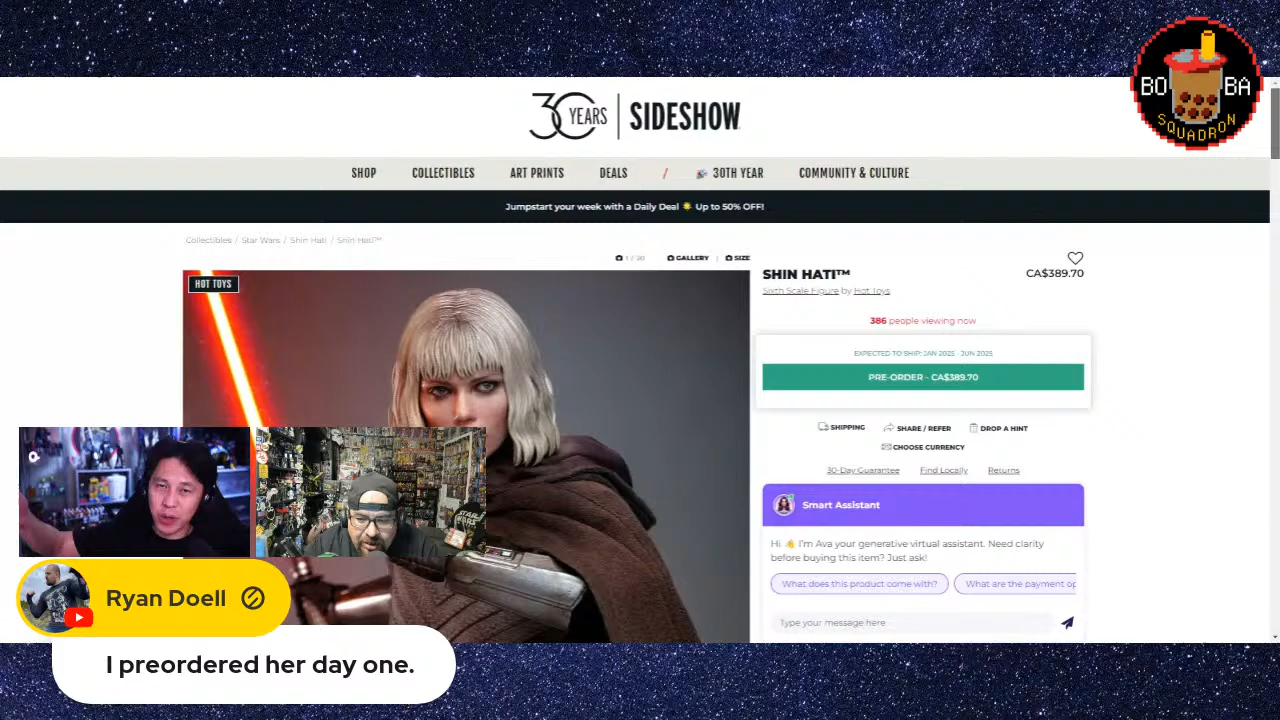 BO BA
SQUADRON
30 YEARS | SIDESHOW
SHOP COLLECTIBLES ART PRINTS DEALS / 30TH YEAR COMMUNITY & CULTURE
Jumpstart your week with a Daily Deal Up to 50% OFF!
Collectibles / Star Wars / Shin Hati / Shin Hati™
1 / 20 GALLERY | SIZE
HOT TOYS
SHIN HATI™
CA$389.70
Sixth Scale Figure by Hot Toys
386 people viewing now
EXPECTED TO SHIP: JAN 2025 - JUN 2025
PRE-ORDER - CA$389.70
SHIPPING SHARE / REFER DROP A HINT
CHOOSE CURRENCY
30-Day Guarantee Find Locally Returns
Smart Assistant
Hi I'm Ava your generative virtual assistant. Need clarity
before buying this item? Just ask!
What does this product come with? What are the payment op
Type your message here
Ryan Doell
I preordered her day one.